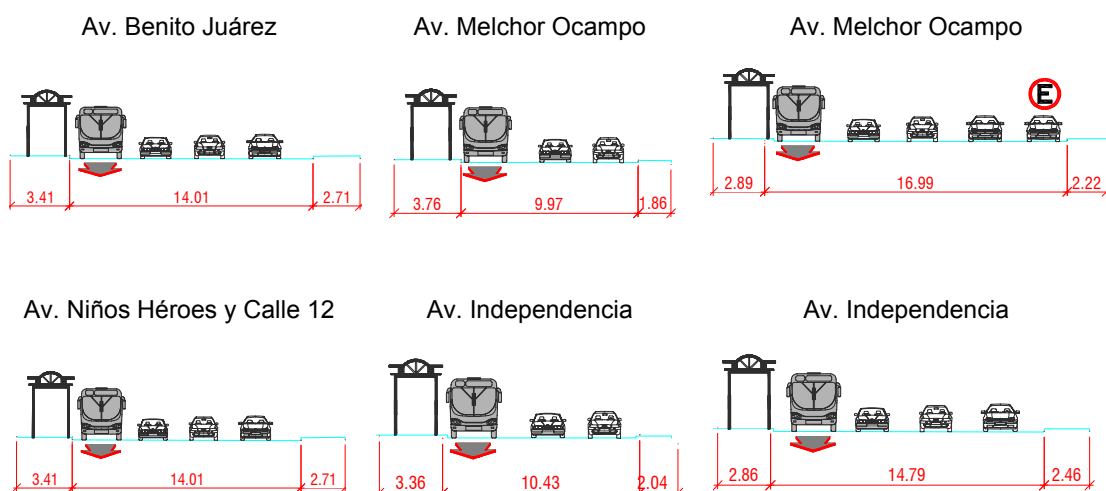 Av. Benito Juárez
Av. Melchor Ocampo
Av. Melchor Ocampo
E
3.41
14.01
2.71
3.76
9.97
1.86
2.89
16.99
2.22
Av. Niños Héroes y Calle 12
Av. Independencia
Av. Independencia
3.41
14.01
2.71
3.36
10.43
2.04
2.86
14.79
2.46